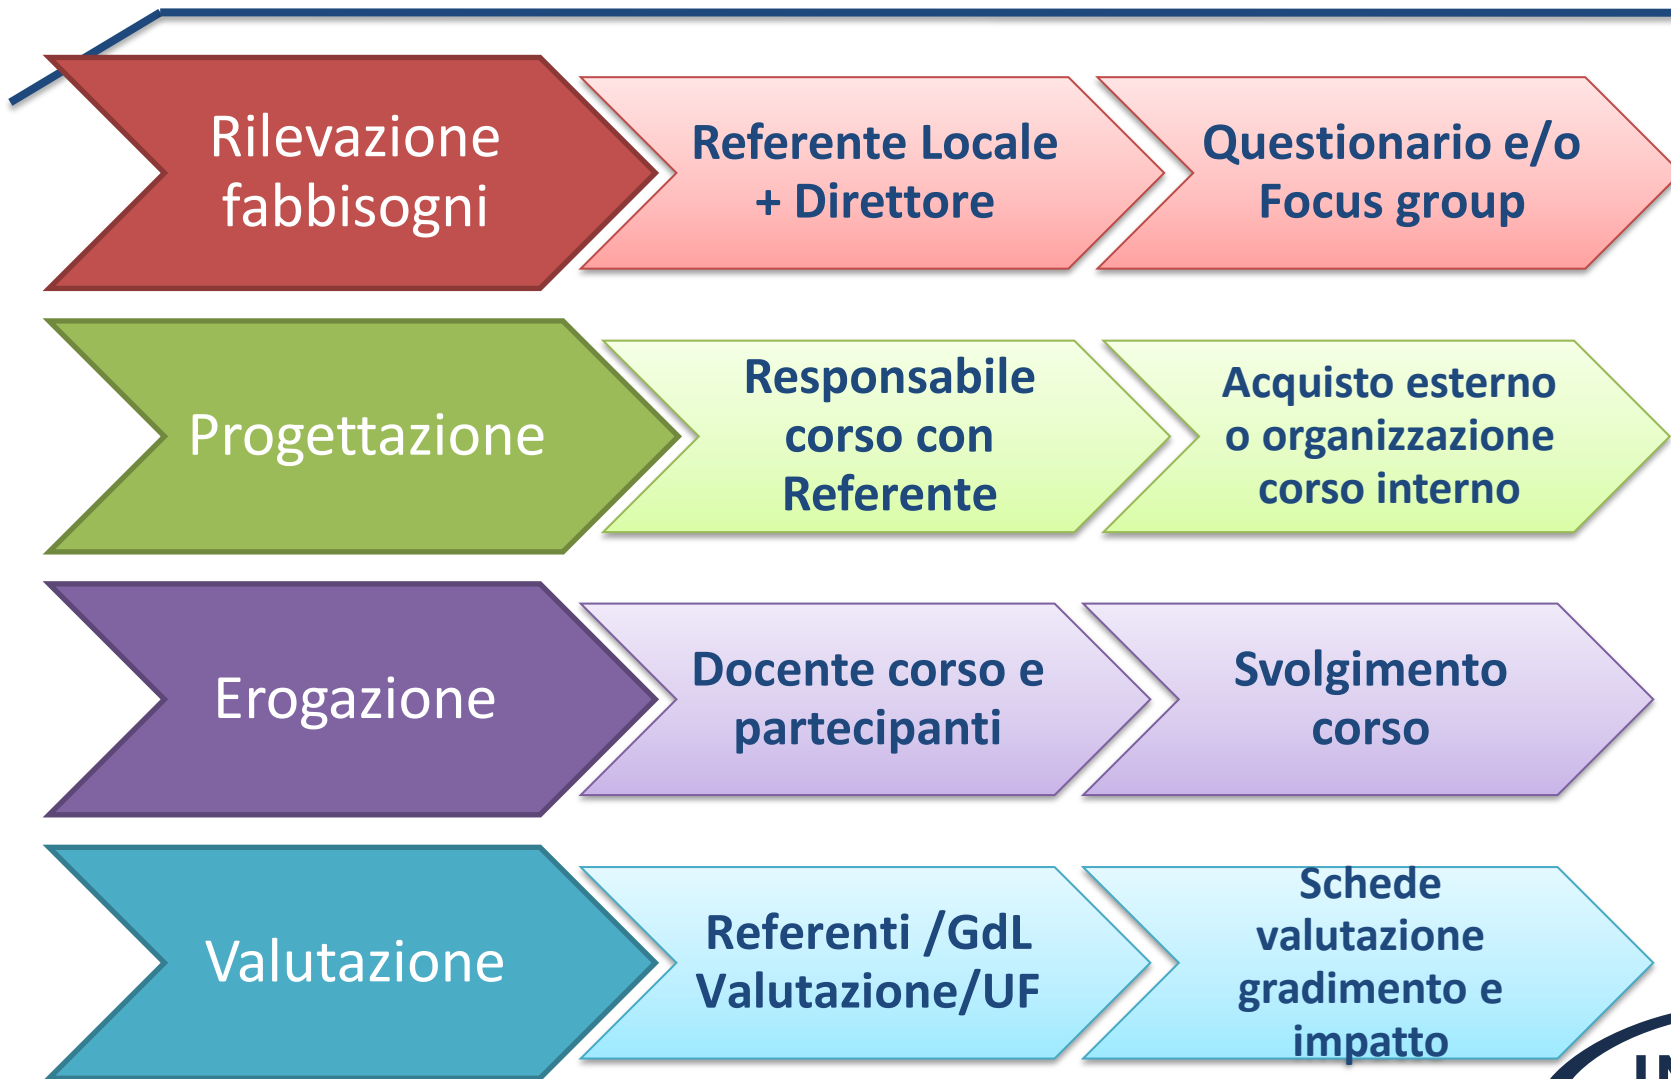 Rilevazione
fabbisogni
Referente Locale
+ Direttore
Questionario e/o
Focus group
Progettazione
Responsabile
corso con
Referente
Acquisto esterno
o organizzazione
corso interno
Erogazione
Docente corso e
partecipanti
Svolgimento
corso
Valutazione
Referenti /GdL
Valutazione/UF
Schede
valutazione
gradimento e
impatto